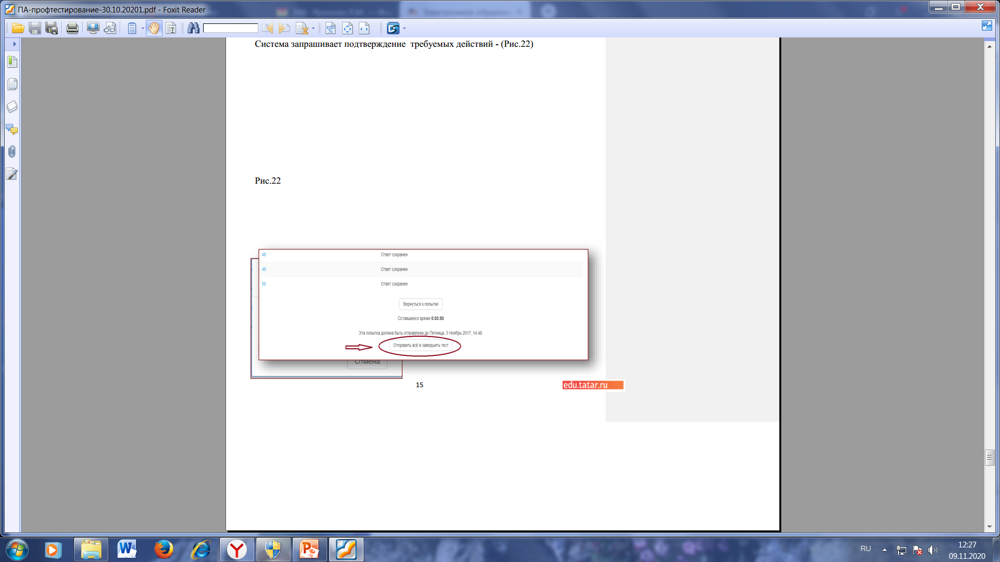 ПА-профтестирование-30.10.20201.pdf - Foxit Reader
Система запрашивает подтверждение  требуемых действий - (Рис.22)
Рис.22
48 Ответ сохранен
49 Ответ сохранен
50 Ответ сохранен
Вернуться к попытке
Оставшееся время 0:03:50
Эта попытка должна быть отправлена до Пятница, 3 Ноябрь 2017, 14:48.
Отправить всё и завершить тест
Отмена
15
edu.tatar.ru
RU
12:27
09.11.2020